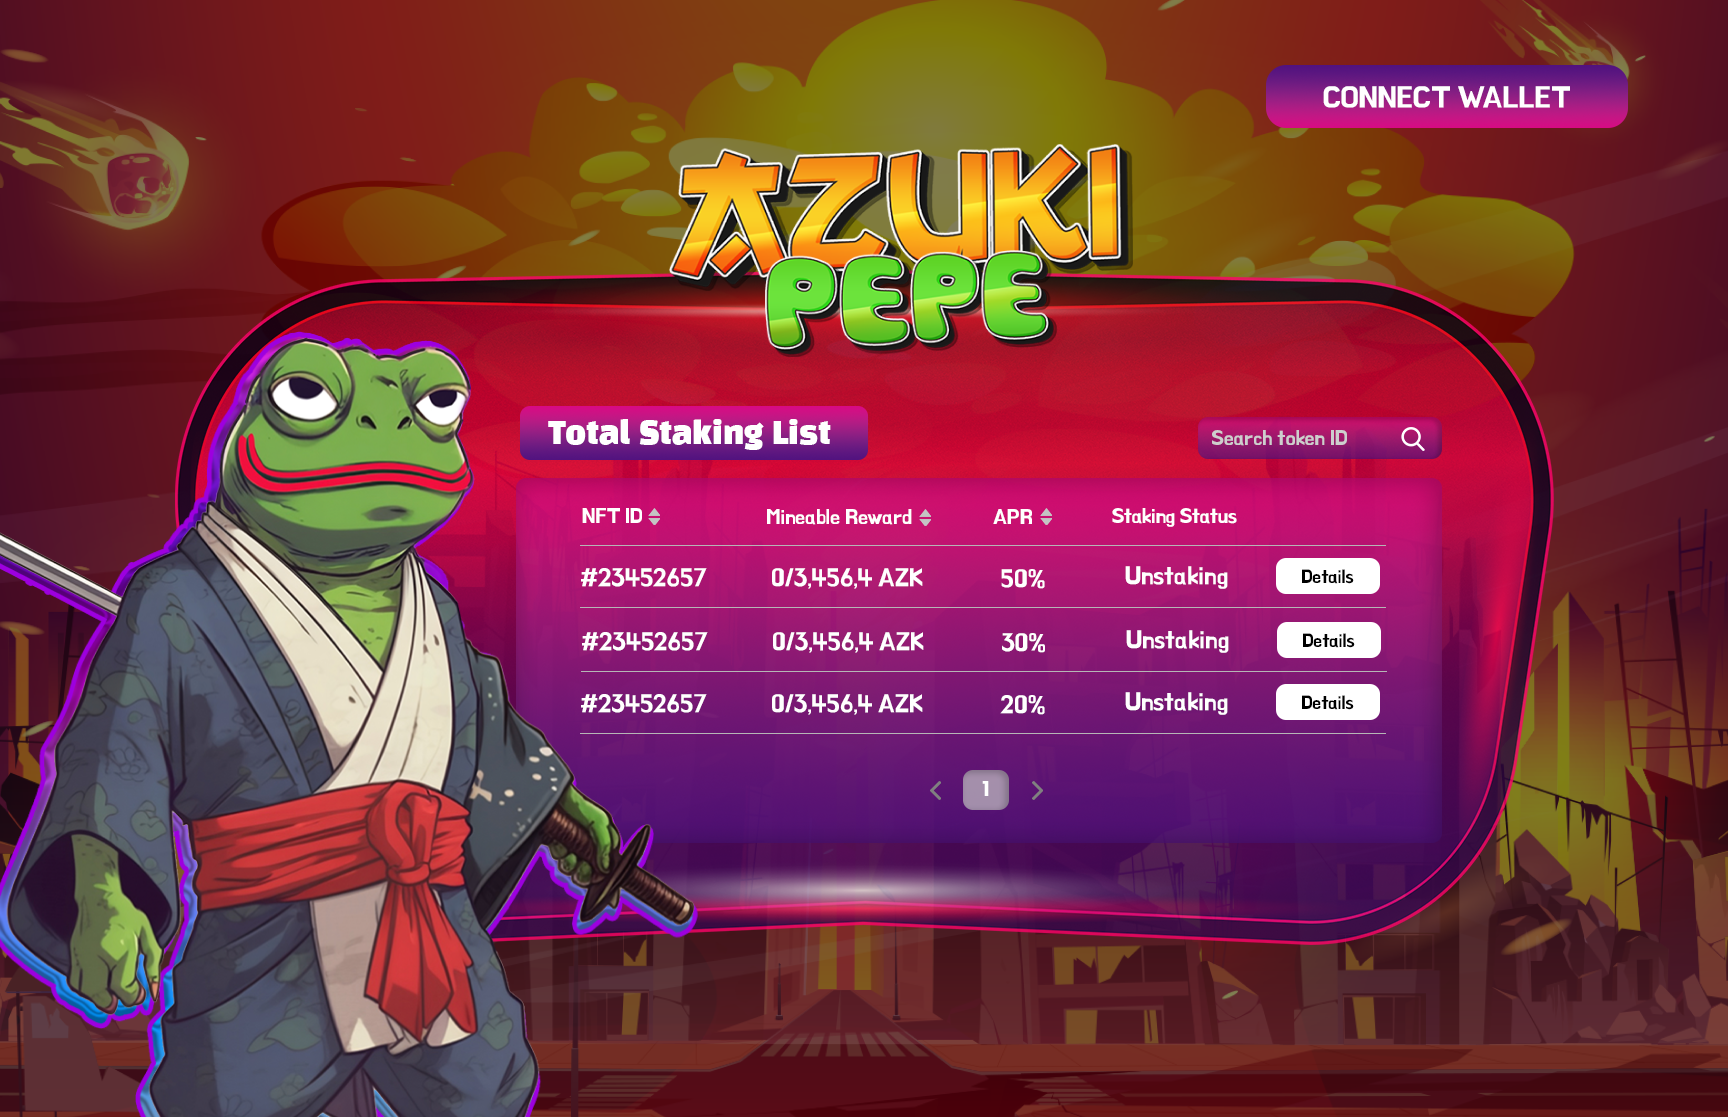 CONNECT WALLET
AZUKI
PEPE
Total Staking List
Search token ID
NFT ID Mineable Reward APR Staking Status
#23452657 0/3,456,4 AZK 50% Unstaking Details
#23452657 0/3,456,4 AZK 30% Unstaking Details
#23452657 0/3,456,4 AZK 20% Unstaking Details
1